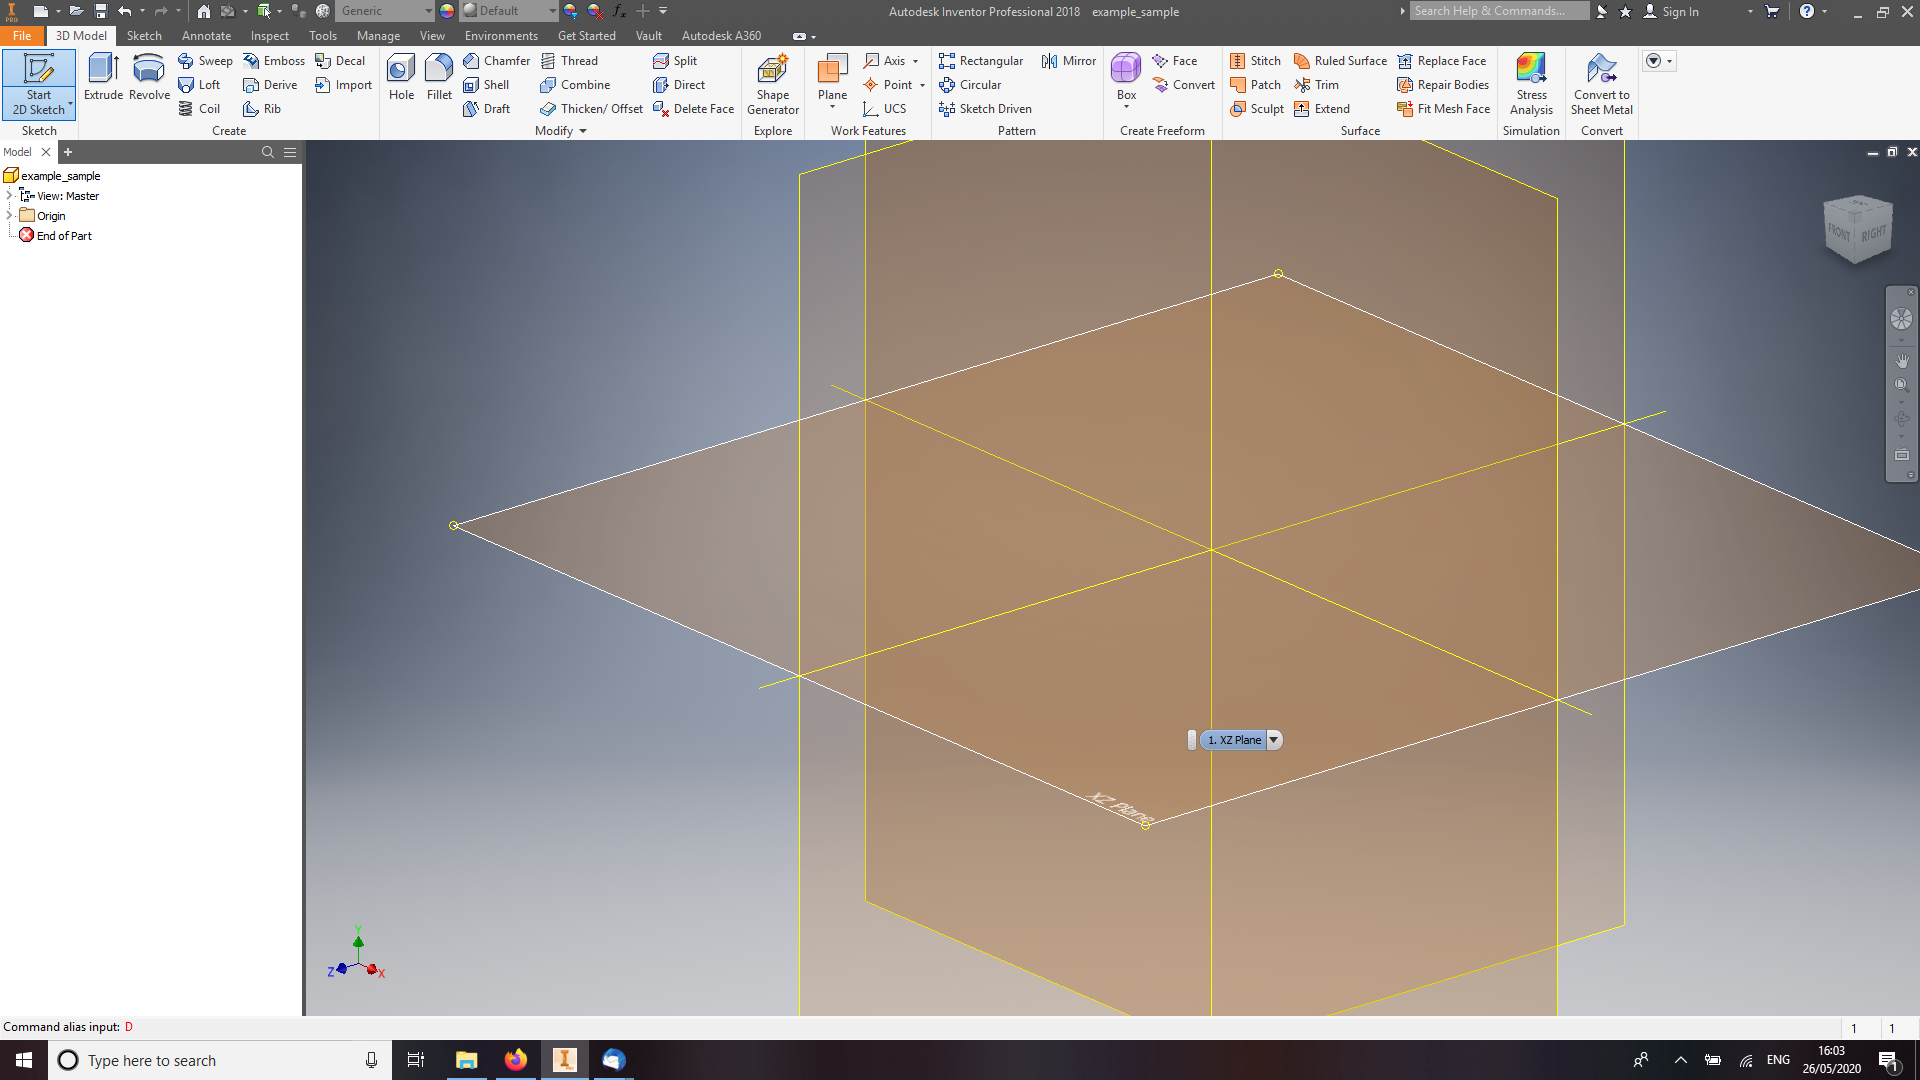 Generic
Default
Autodesk Inventor Professional 2018 example_sample
Search Help & Commands...
Sign In
PRO
File 3D Model Sketch Annotate Inspect Tools Manage View Environments Get Started Vault Autodesk A360
Start
2D Sketch
Sketch
Extrude Revolve
Sweep Emboss Decal
Loft Derive Import
Coil Rib
Create
Hole Fillet
Chamfer Thread Split
Shell Combine Direct
Draft Thicken/ Offset Delete Face
Modify
Shape
Generator
Explore
Plane
Axis
Point
UCS
Work Features
Rectangular Mirror
Circular
Sketch Driven
Pattern
Box
Face
Convert
Create Freeform
Stitch Ruled Surface Replace Face
Patch Trim Repair Bodies
Sculpt Extend Fit Mesh Face
Surface
Stress
Analysis
Simulation
Convert to
Sheet Metal
Convert
Model
example_sample
View: Master
Origin
End of Part
FRONT RIGHT
1. XZ Plane
XZ Plane
Y
Z
X
Command alias input: D
1 1
Type here to search
ENG
16:03
26/05/2020
1